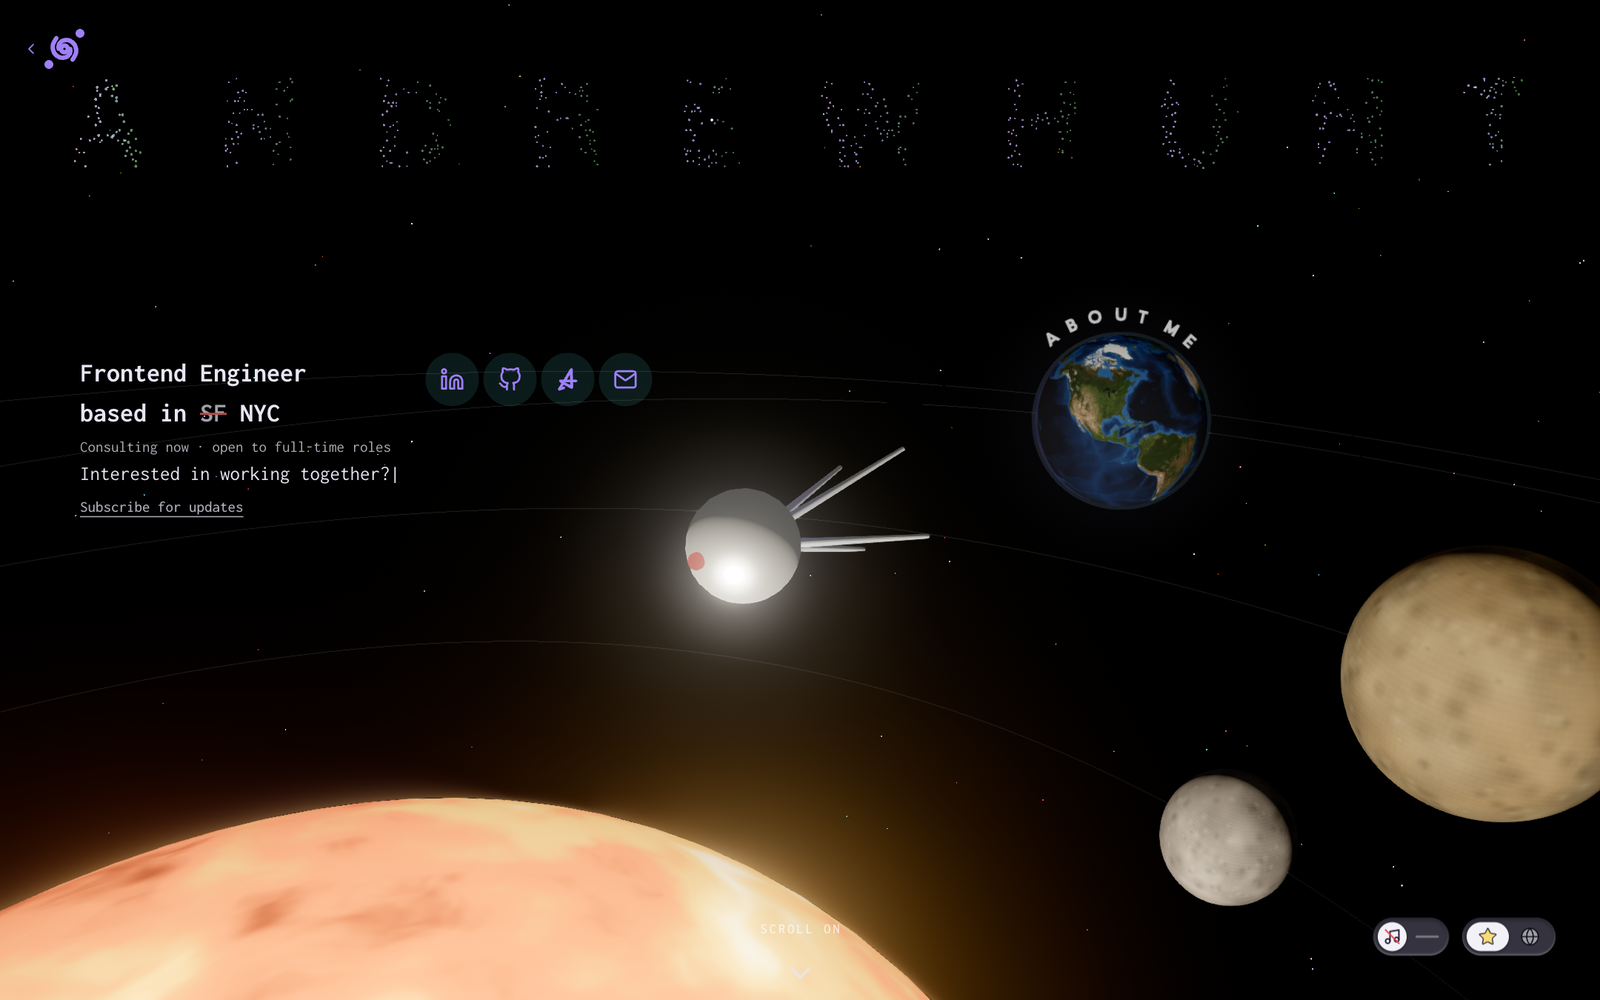 ANDREW HUNT
ABOUT ME
Frontend Engineer
based in SF NYC
Consulting now · open to full-time roles
Interested in working together?|
Subscribe for updates
SCROLL ON